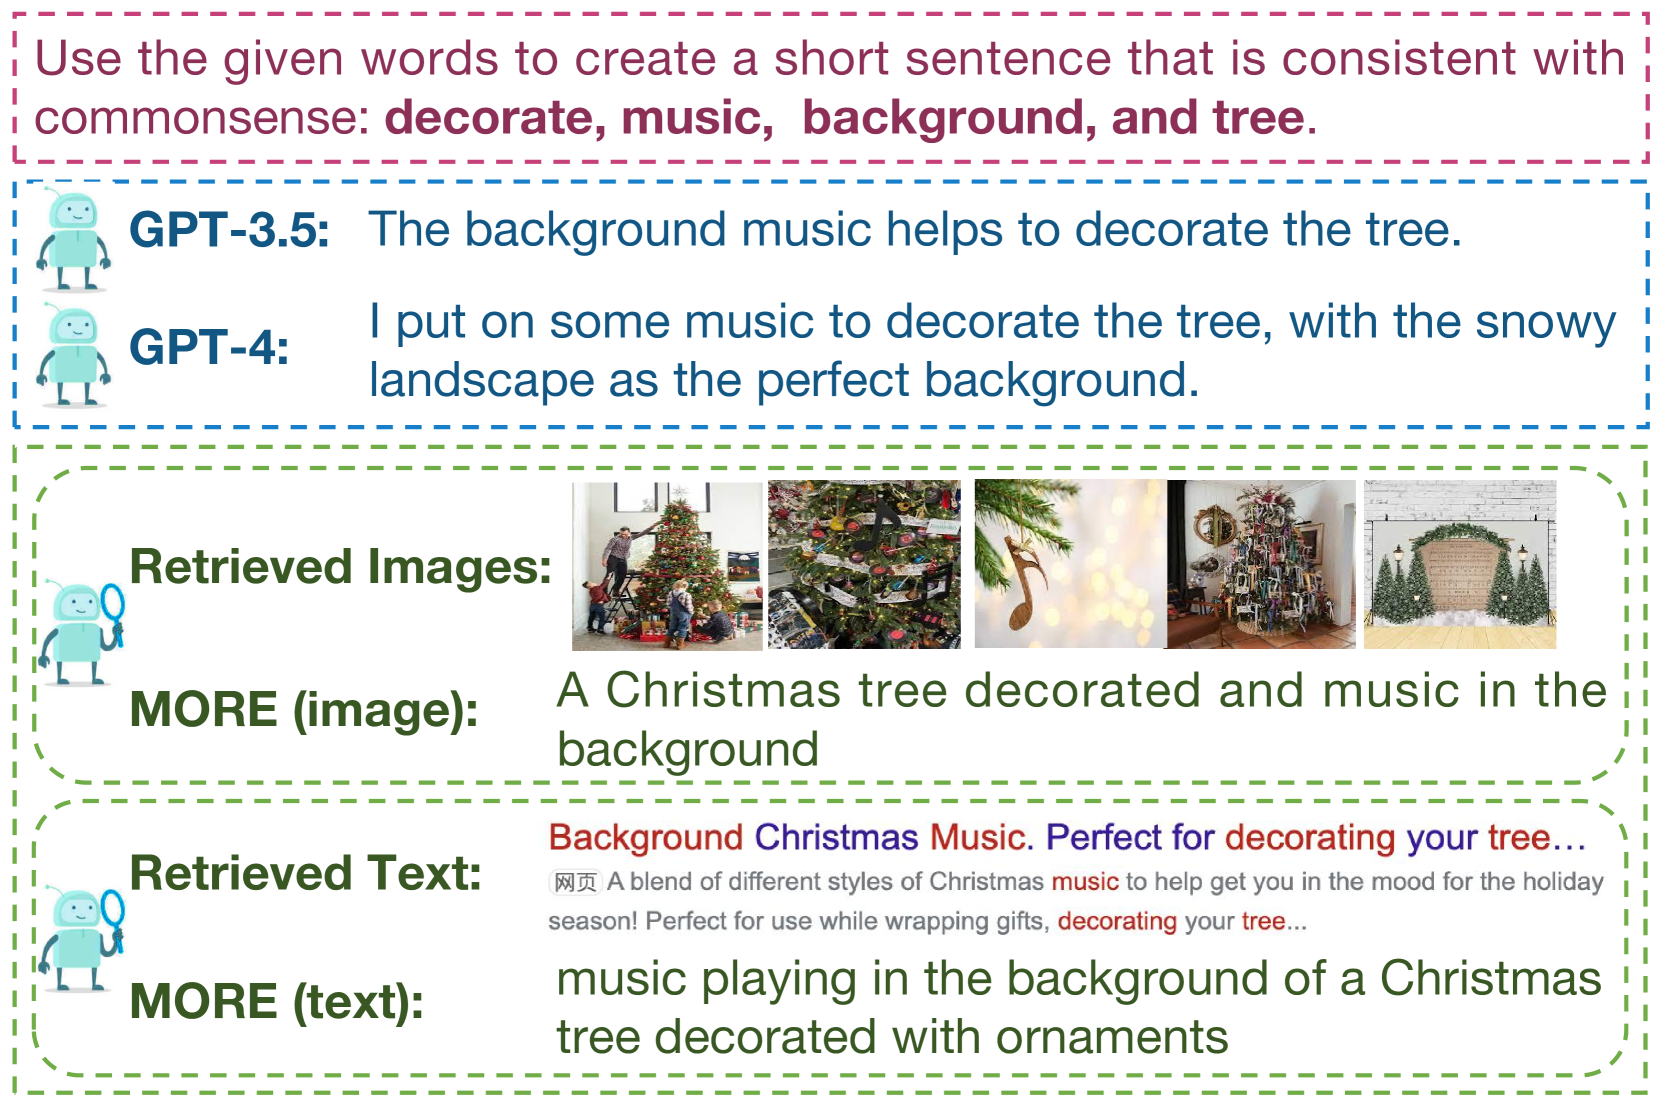 Use the given words to create a short sentence that is consistent with
commonsense: decorate, music, background, and tree.
GPT-3.5: The background music helps to decorate the tree.
GPT-4: I put on some music to decorate the tree, with the snowy
landscape as the perfect background.
Retrieved Images:
MORE (image): A Christmas tree decorated and music in the
background
Retrieved Text: Background Christmas Music. Perfect for decorating your tree...
网页 A blend of different styles of Christmas music to help get you in the mood for the holiday
season! Perfect for use while wrapping gifts, decorating your tree...
MORE (text): music playing in the background of a Christmas
tree decorated with ornaments